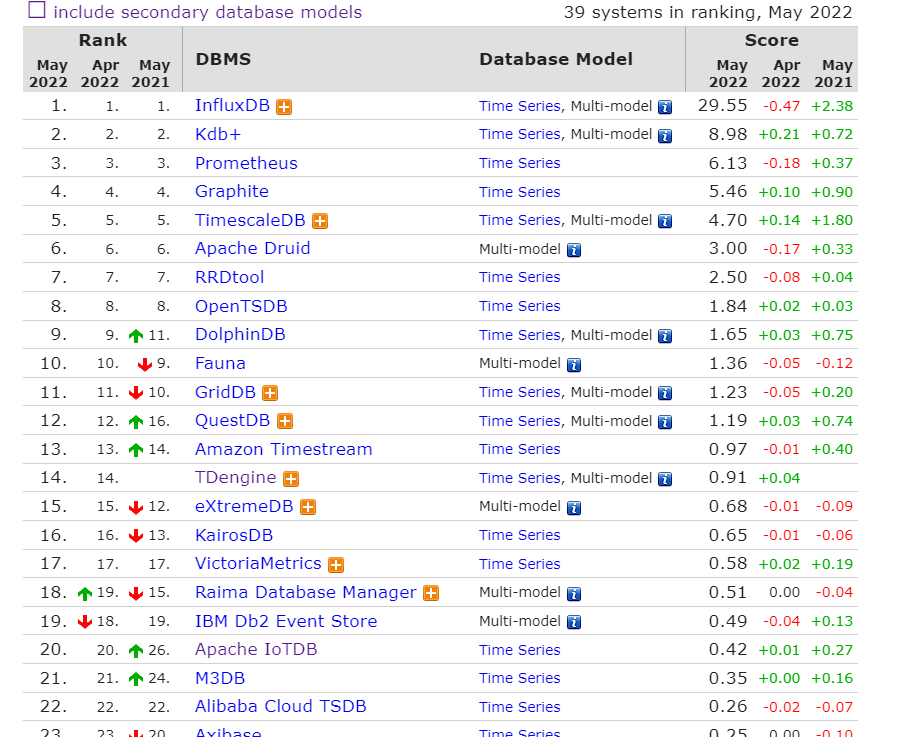 include secondary database models 39 systems in ranking, May 2022
Rank DBMS Database Model Score
May 2022 Apr 2022 May 2021 May 2022 Apr 2022 May 2021
1. 1. 1. InfluxDB Time Series, Multi-model 29.55 -0.47 +2.38
2. 2. 2. Kdb+ Time Series, Multi-model 8.98 +0.21 +0.72
3. 3. 3. Prometheus Time Series 6.13 -0.18 +0.37
4. 4. 4. Graphite Time Series 5.46 +0.10 +0.90
5. 5. 5. TimescaleDB Time Series, Multi-model 4.70 +0.14 +1.80
6. 6. 6. Apache Druid Multi-model 3.00 -0.17 +0.33
7. 7. 7. RRDtool Time Series 2.50 -0.08 +0.04
8. 8. 8. OpenTSDB Time Series 1.84 +0.02 +0.03
9. 9. 11. DolphinDB Time Series, Multi-model 1.65 +0.03 +0.75
10. 10. 9. Fauna Multi-model 1.36 -0.05 -0.12
11. 11. 10. GridDB Time Series, Multi-model 1.23 -0.05 +0.20
12. 12. 16. QuestDB Time Series, Multi-model 1.19 +0.03 +0.74
13. 13. 14. Amazon Timestream Time Series 0.97 -0.01 +0.40
14. 14. TDengine Time Series, Multi-model 0.91 +0.04
15. 15. 12. eXtremeDB Multi-model 0.68 -0.01 -0.09
16. 16. 13. KairosDB Time Series 0.65 -0.01 -0.06
17. 17. 17. VictoriaMetrics Time Series 0.58 +0.02 +0.19
18. 19. 15. Raima Database Manager Multi-model 0.51 0.00 -0.04
19. 18. 19. IBM Db2 Event Store Multi-model 0.49 -0.04 +0.13
20. 20. 26. Apache IoTDB Time Series 0.42 +0.01 +0.27
21. 21. 24. M3DB Time Series 0.35 +0.00 +0.16
22. 22. 22. Alibaba Cloud TSDB Time Series 0.26 -0.02 -0.07
23. 23. 20. Axibase Time Series 0.25 0.00 -0.10